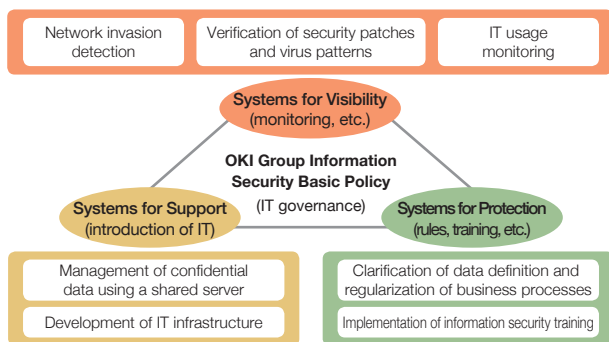 Network invasion
detection
Verification of security patches
and virus patterns
IT usage
monitoring
Systems for Visibility
(monitoring, etc.)
OKI Group Information
Security Basic Policy
(IT governance)
Systems for Support
(introduction of IT)
Systems for Protection
(rules, training, etc.)
Management of confidential
data using a shared server
Development of IT infrastructure
Clarification of data definition and
regularization of business processes
Implementation of information security training